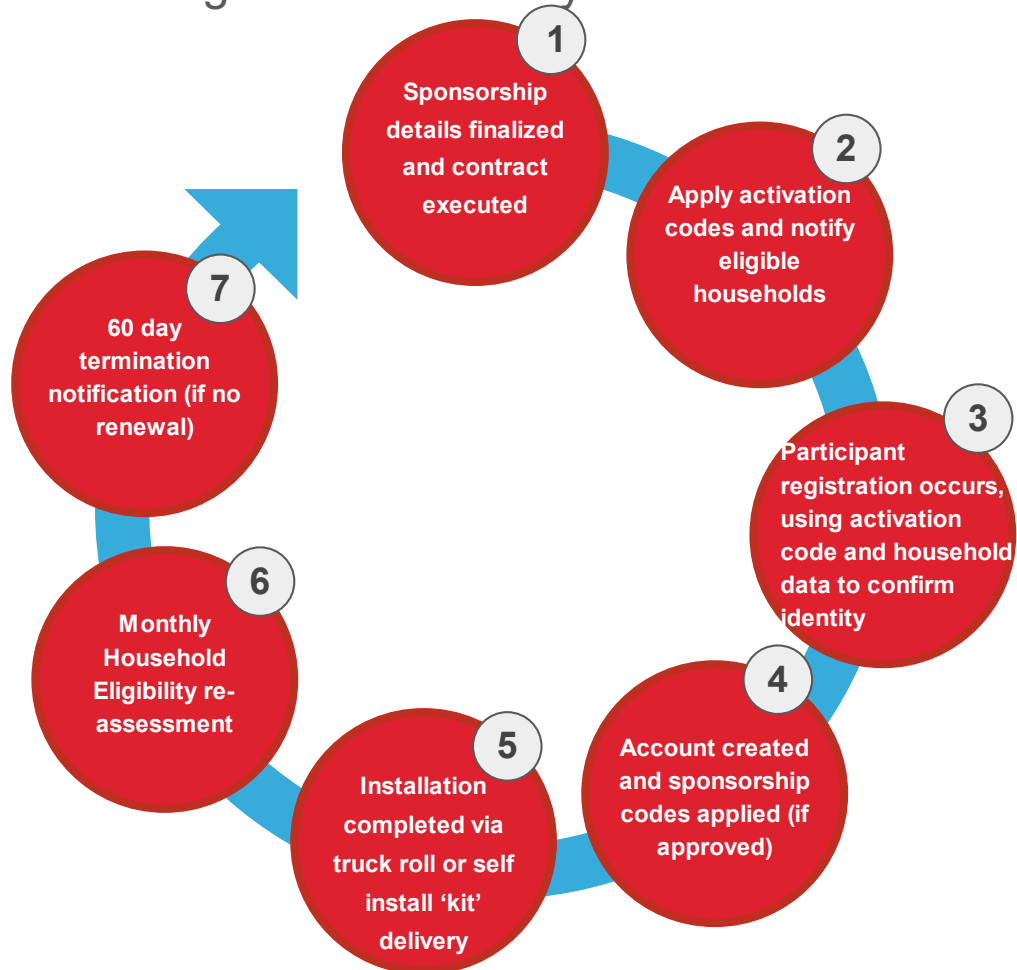 1
Sponsorship
details finalized
and contract
executed
2
Apply activation
codes and notify
eligible
households
3
Participant
registration occurs,
using activation
code and household
data to confirm
identity
4
Account created
and sponsorship
codes applied (if
approved)
5
Installation
completed via
truck roll or self
install ‘kit’
delivery
6
Monthly
Household
Eligibility re-
assessment
7
60 day
termination
notification (if no
renewal)